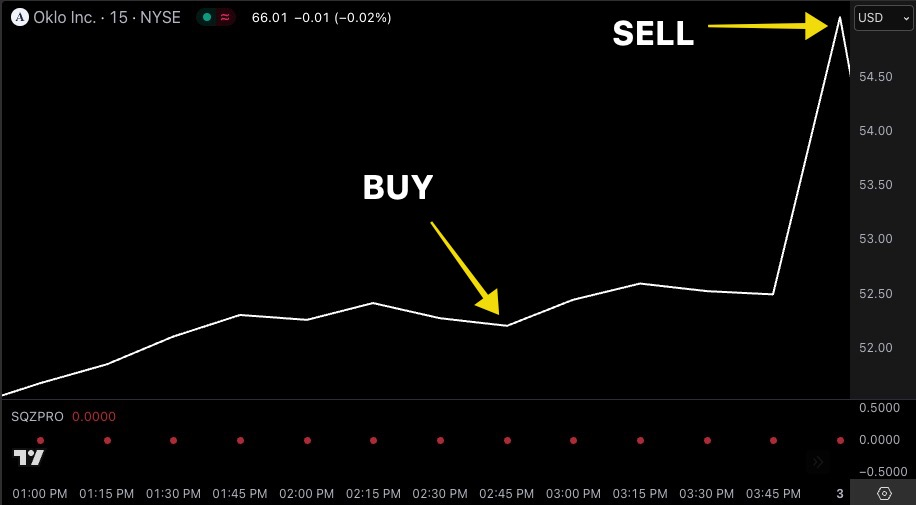 A Oklo Inc. · 15 · NYSE ≈ 66.01 −0.01 (−0.02%) USD
SELL
54.50
54.00
53.50
BUY
53.00
52.50
52.00
SQZPRO 0.0000
0.5000
0.0000
−0.5000
01:00 PM 01:15 PM 01:30 PM 01:45 PM 02:00 PM 02:15 PM 02:30 PM 02:45 PM 03:00 PM 03:15 PM 03:30 PM 03:45 PM 3